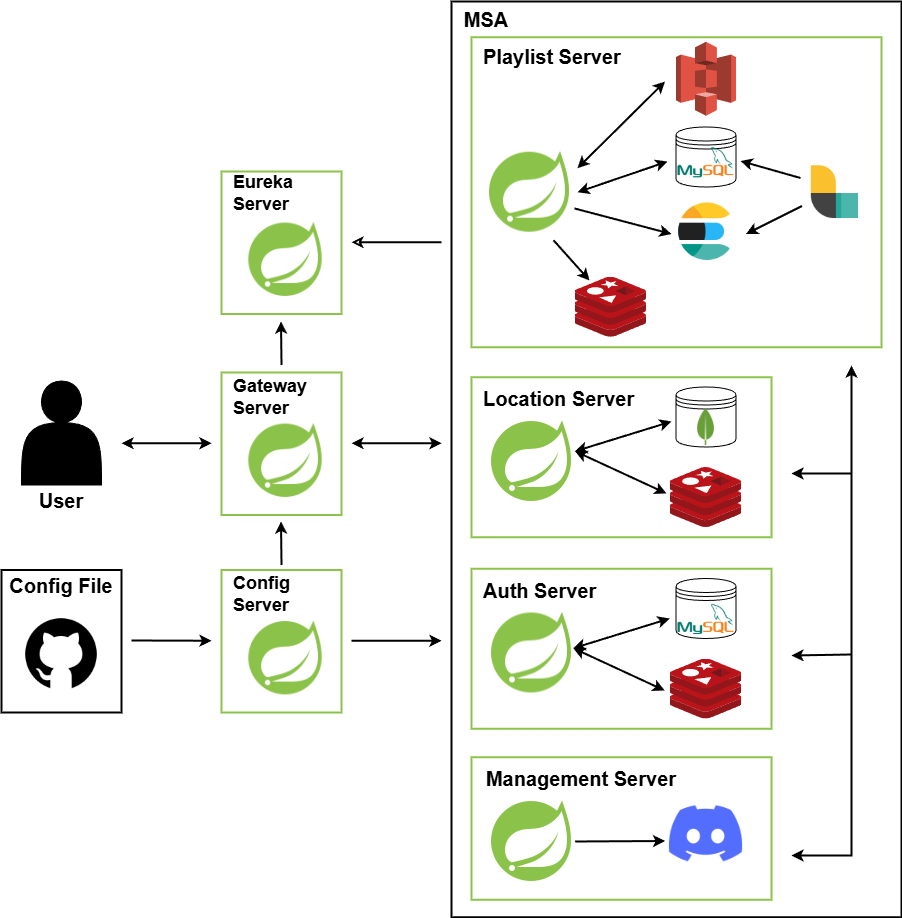 MSA
Playlist Server
MySQL
Eureka
Server
Gateway
Server
User
Location Server
Config File
Config
Server
Auth Server
MySQL
Management Server